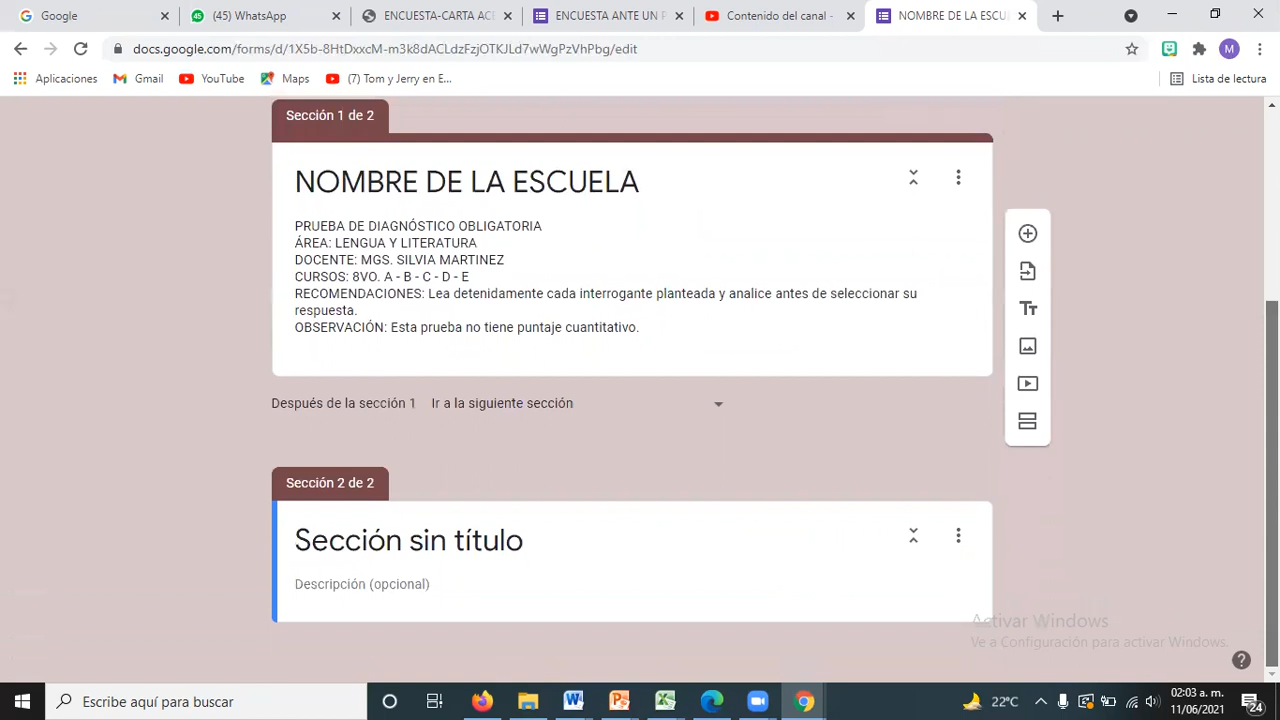 Google
(45) WhatsApp
ENCUESTA-CARTA ACE
ENCUESTA ANTE UN P
Contenido del canal -
NOMBRE DE LA ESCU
docs.google.com/forms/d/1X5b-8HtDxxcM-m3k8dACLdzFzjOTKJLd7wWgPzVhPbg/edit
M
Aplicaciones
Gmail
YouTube
Maps
(7) Tom y Jerry en E...
Lista de lectura
Sección 1 de 2
NOMBRE DE LA ESCUELA
PRUEBA DE DIAGNÓSTICO OBLIGATORIA
ÁREA: LENGUA Y LITERATURA
DOCENTE: MGS. SILVIA MARTINEZ
CURSOS: 8VO. A - B - C - D - E
RECOMENDACIONES: Lea detenidamente cada interrogante planteada y analice antes de seleccionar su
respuesta.
OBSERVACIÓN: Esta prueba no tiene puntaje cuantitativo.
Tт
Después de la sección 1 Ir a la siguiente sección
Sección 2 de 2
Sección sin título
Descripción (opcional)
Activar Windows
Ve a Configuración para activar Windows.
Escribe aquí para buscar
22°C
02:03 a. m.
11/06/2021
24